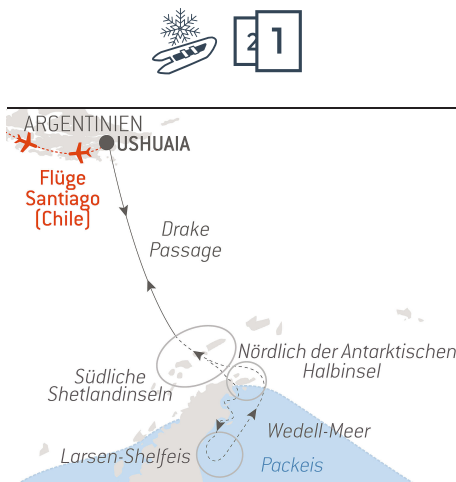 2 1
ARGENTINIEN
USHUAIA
Flüge
Santiago
(Chile)
Drake
Passage
Nördlich der Antarktischen
Halbinsel
Südliche
Shetlandinseln
Wedell-Meer
Larsen-Shelfeis
Packeis